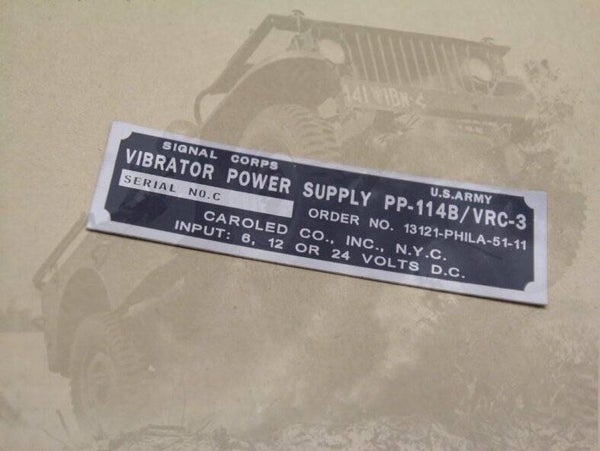 SIGNAL CORPS
U.S.ARMY
VIBRATOR POWER SUPPLY PP-114B/VRC-3
SERIAL NO.C
ORDER NO. 13121-PHILA-51-11
CAROLED CO., INC., N.Y.C.
INPUT: 6, 12 OR 24 VOLTS D.C.